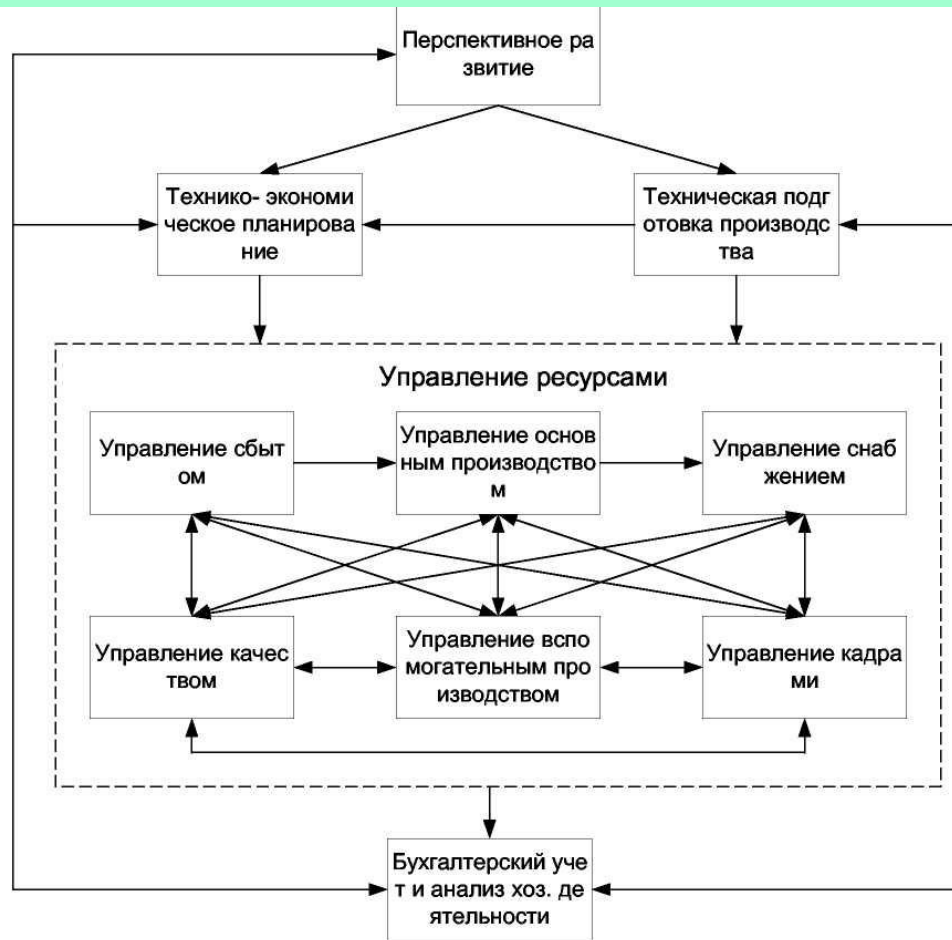 Перспективное ра
звитие
Технико- экономи
ческое планирова
ние
Техническая подг
отовка производс
тва
Управление ресурсами
Управление сбыт
ом
Управление основ
ным производство
м
Управление снаб
жением
Управление качес
твом
Управление вспо
могательным про
изводством
Управление кадра
ми
Бухгалтерский уче
т и анализ хоз. де
ятельности